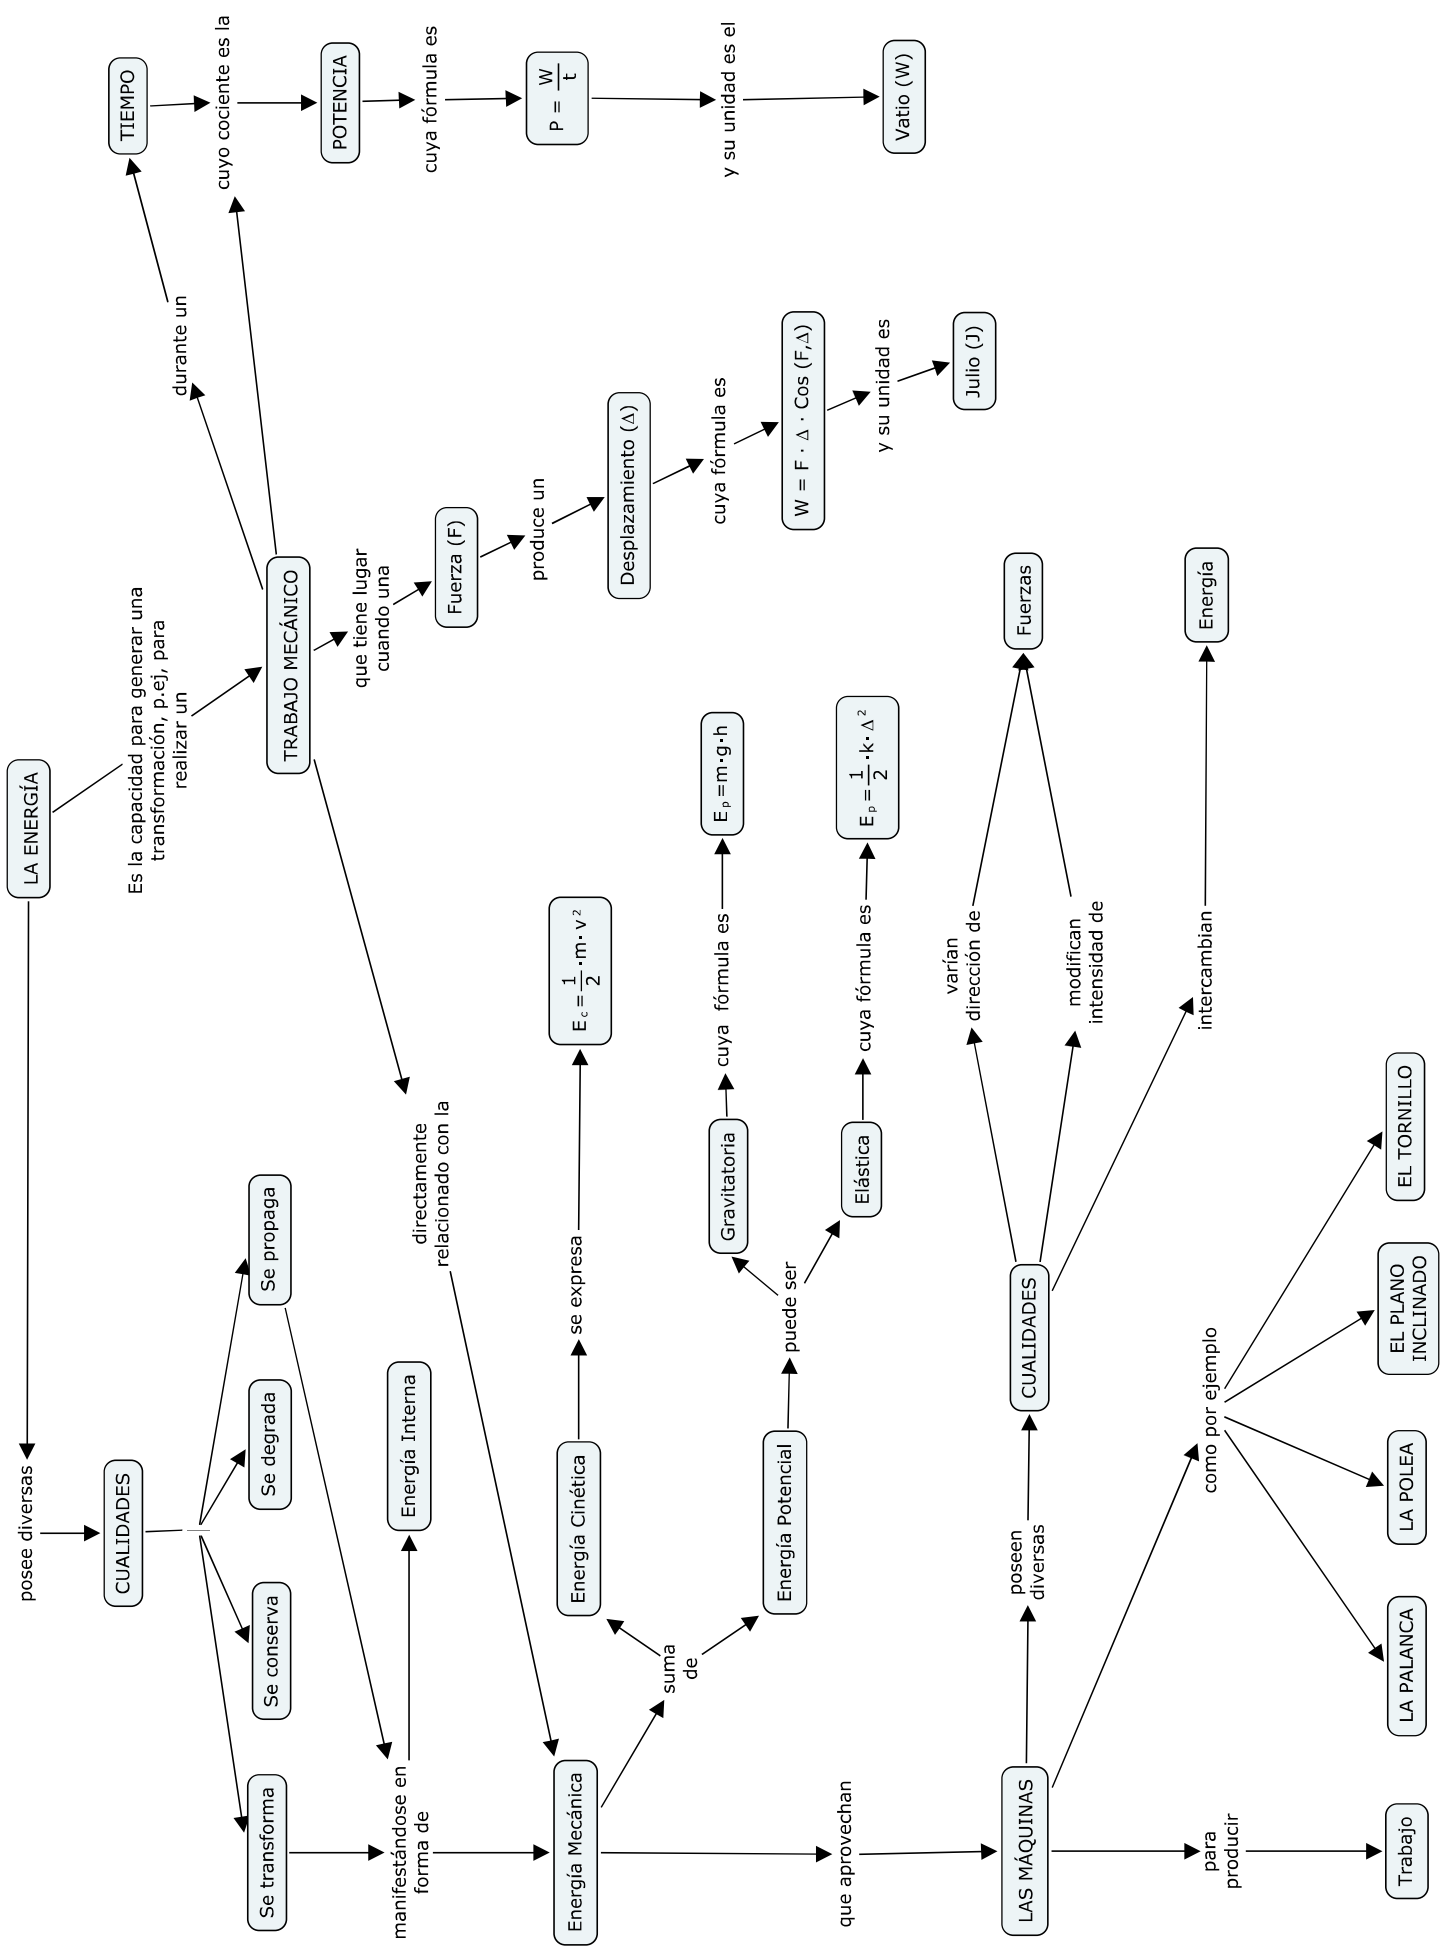 LA ENERGÍA
posee diversas
Es la capacidad para generar una
transformación, p.ej, para
realizar un
CUALIDADES
durante un
TIEMPO
cuyo cociente es la
Se transforma
Se conserva
Se degrada
Se propaga
TRABAJO MECÁNICO
POTENCIA
que tiene lugar
cuando una
cuya fórmula es
manifestándose en
forma de
Energía Interna
directamente
relacionado con la
Fuerza (F)
P = W/t
produce un
Energía Mecánica
Energía Cinética
se expresa
E c = 1/2 · m · v 2
Desplazamiento (Δ)
suma
de
cuya fórmula es
y su unidad es el
Gravitatoria
cuya fórmula es
E p = m · g · h
Energía Potencial
puede ser
W = F · Δ · Cos (F,Δ)
que aprovechan
Elástica
cuya fórmula es
E p = 1/2 · k · Δ 2
y su unidad es
Vatio (W)
Julio (J)
LAS MÁQUINAS
poseen
diversas
CUALIDADES
varían
dirección de
Fuerzas
modifican
intensidad de
para
producir
como por ejemplo
intercambian
Energía
Trabajo
LA PALANCA
LA POLEA
EL PLANO
INCLINADO
EL TORNILLO